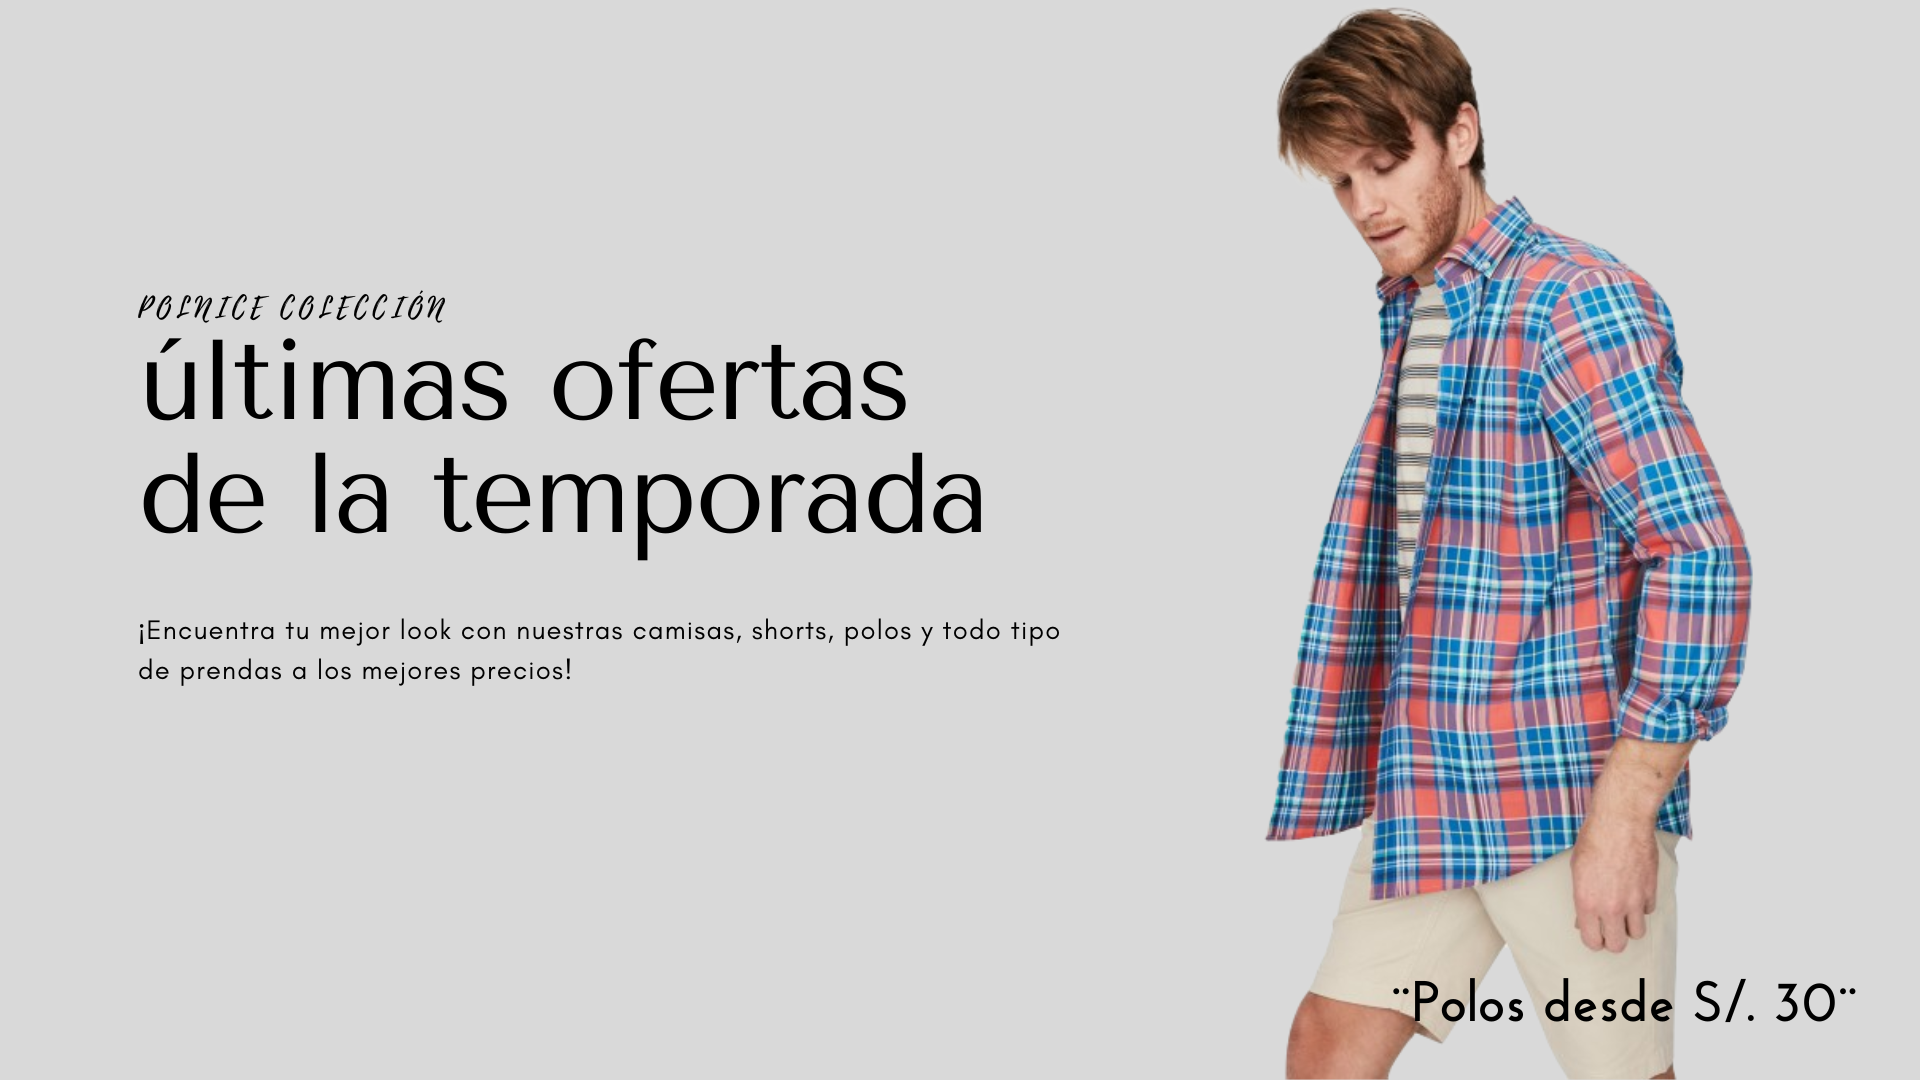 POLNICE COLECCIÓN
últimas ofertas
de la temporada
¡Encuentra tu mejor look con nuestras camisas, shorts, polos y todo tipo
de prendas a los mejores precios!
¨Polos desde S/. 30¨